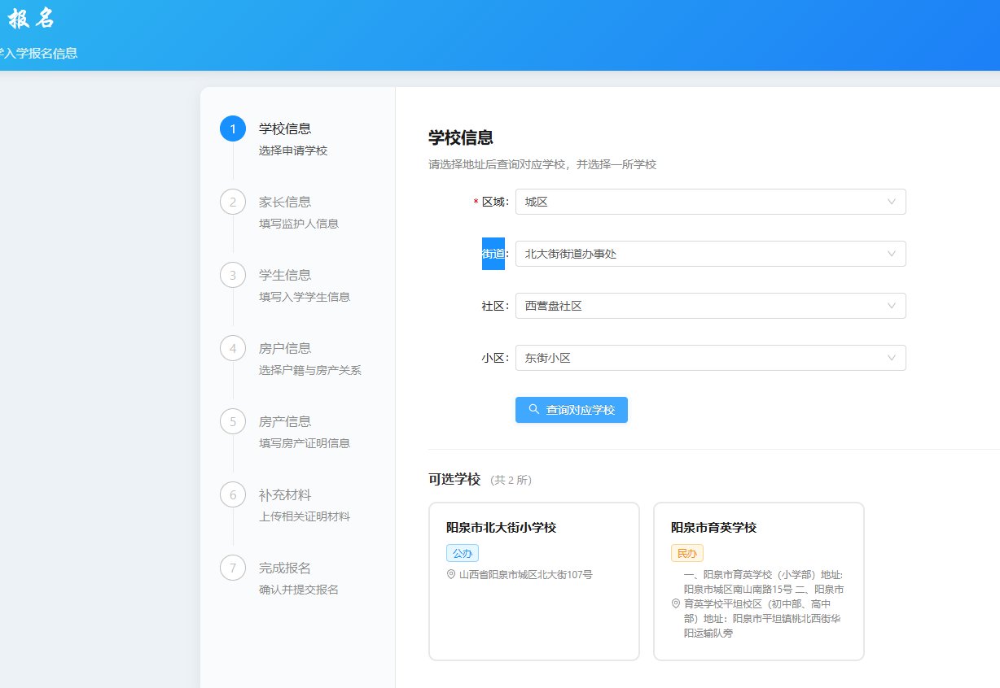 报名
入学报名信息
1
学校信息
选择申请学校
2
家长信息
填写监护人信息
3
学生信息
填写入学学生信息
4
房户信息
选择户籍与房产关系
5
房产信息
填写房产证明信息
6
补充材料
上传相关证明材料
7
完成报名
确认并提交报名
学校信息
请选择地址后查询对应学校，并选择一所学校
* 区域: 城区
街道: 北大街街道办事处
社区: 西营盘社区
小区: 东街小区
查询对应学校
可选学校 (共 2 所)
阳泉市北大街小学校
公办
山西省阳泉市城区北大街107号
阳泉市育英学校
民办
一、阳泉市育英学校（小学部）地址:
阳泉市城区南山南路15号 二、阳泉市
育英学校平坦校区（初中部、高中
部）地址：阳泉市平坦镇桃北西街华
阳运输队旁